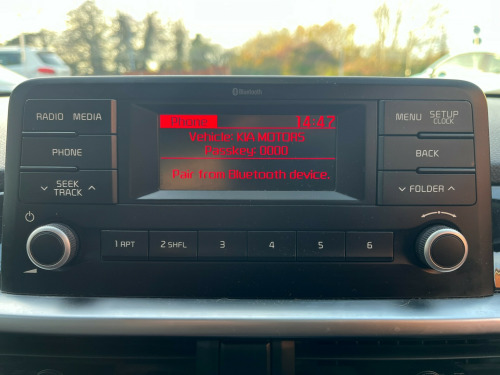 Bluetooth
RADIO MEDIA
Phone 14:47
MENU SETUP
CLOCK
Vehicle: KIA MOTORS
PHONE
Passkey: 0000
BACK
Pair from Bluetooth device.
SEEK
TRACK
FOLDER
1 APT 2 SHFL 3 4 5 6